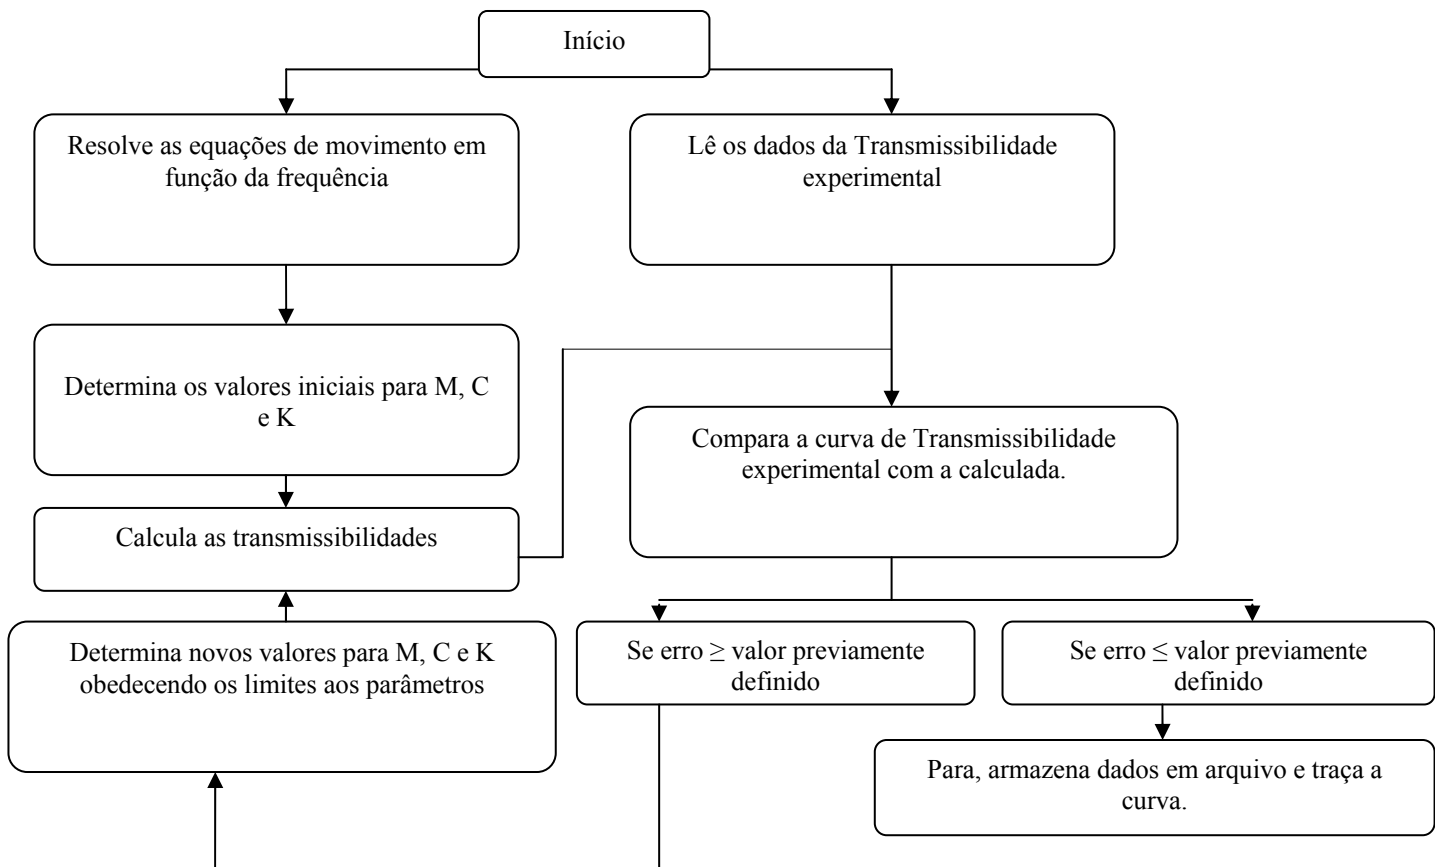 Início
Resolve as equações de movimento em
função da frequência
Lê os dados da Transmissibilidade
experimental
Determina os valores iniciais para M, C
e K
Compara a curva de Transmissibilidade
experimental com a calculada.
Calcula as transmissibilidades
Determina novos valores para M, C e K
obedecendo os limites aos parâmetros
Se erro ≥ valor previamente
definido
Se erro ≤ valor previamente
definido
Para, armazena dados em arquivo e traça a
curva.